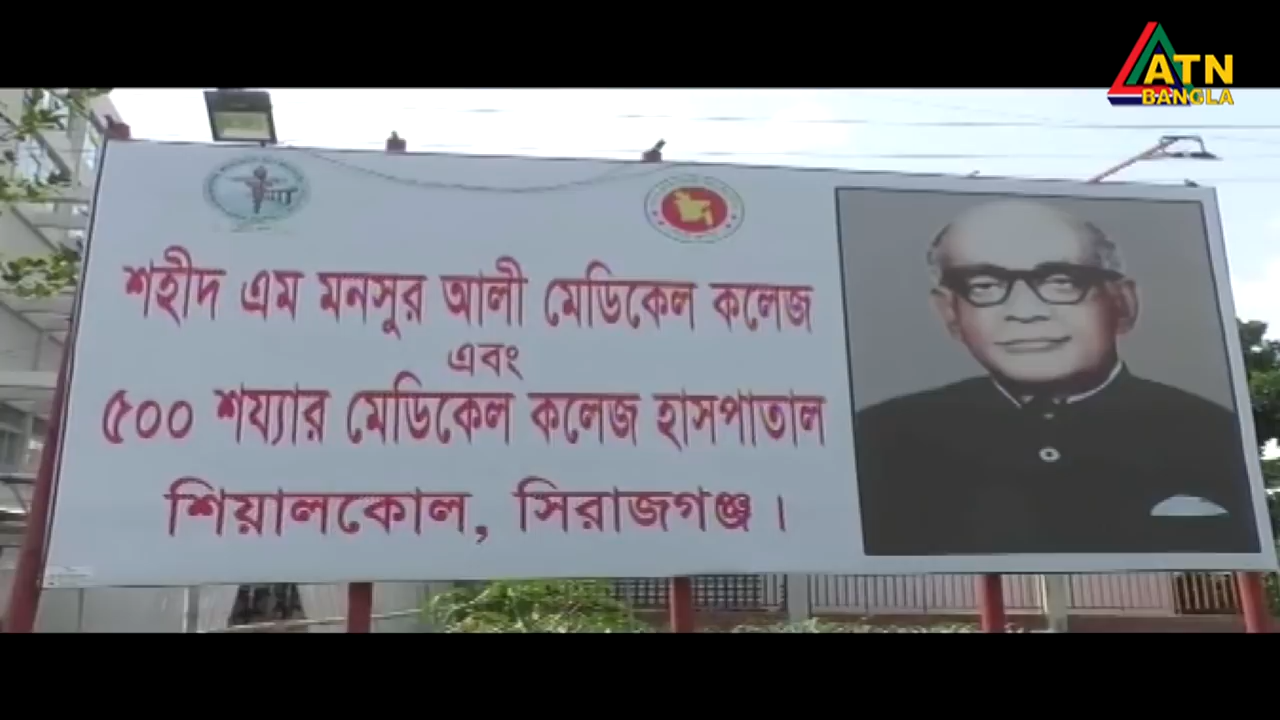 ATN
BANGLA
শহীদ এম মনসুর আলী মেডিকেল কলেজ
এবং
৫০০ শয্যার মেডিকেল কলেজ হাসপাতাল
শিয়ালকোল, সিরাজগঞ্জ।